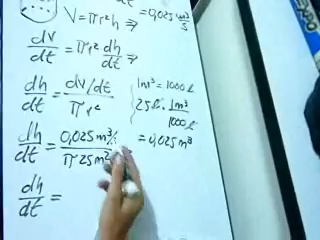 dt = 0,025 m³/s
V = πr²h ⇒
dV/dt = πr² dh/dt ⇒
dh/dt = dV/dt / πr²
1m³ = 1000 ℓ
25ℓ · 1m³/1000ℓ
= 0,025 m³
dh/dt = 0,025 m³/ / π 25 m²
dh/dt =